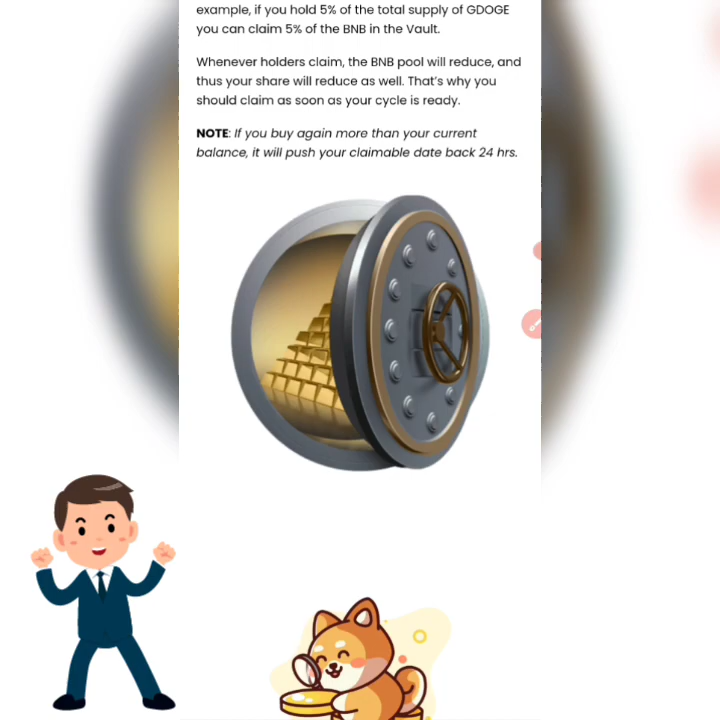 example, if you hold 5% of the total supply of GDOGE
you can claim 5% of the BNB in the Vault.
Whenever holders claim, the BNB pool will reduce, and
thus your share will reduce as well. That's why you
should claim as soon as your cycle is ready.
NOTE: If you buy again more than your current
balance, it will push your claimable date back 24 hrs.